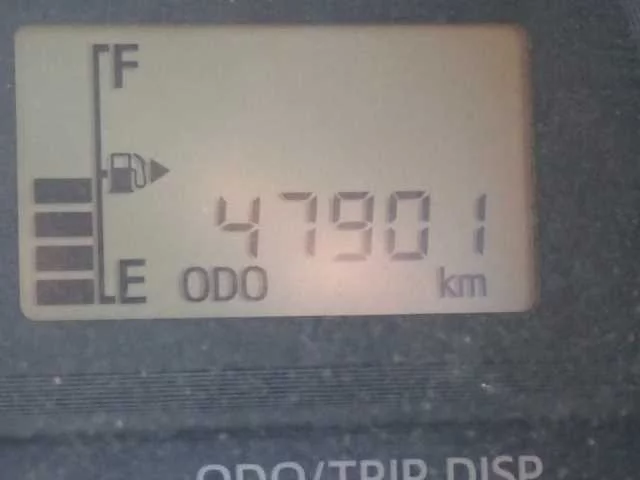 F
47901
E ODO km
ODO/TRIP DISP